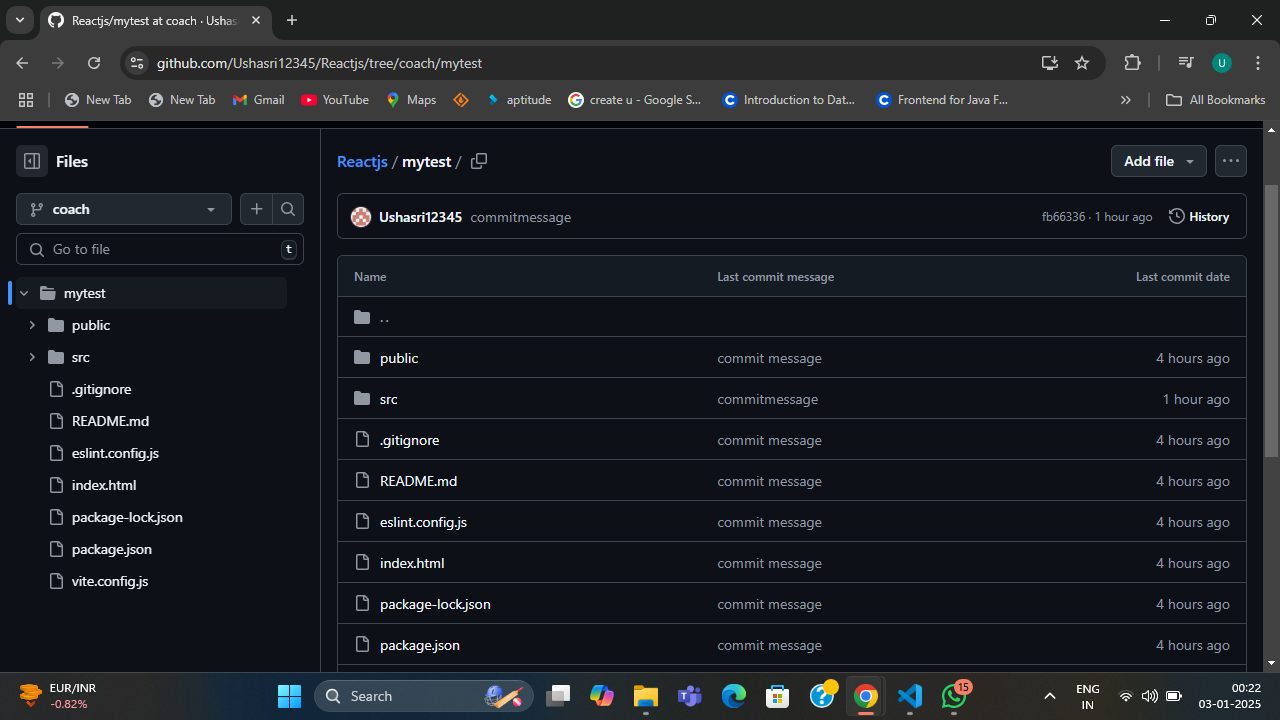 Reactjs/mytest at coach · Ushas
github.com/Ushasri12345/Reactjs/tree/coach/mytest
U
New Tab
New Tab
Gmail
YouTube
Maps
aptitude
create u - Google S...
Introduction to Dat...
Frontend for Java F...
All Bookmarks
Files
Reactjs / mytest /
Add file
coach
Ushasri12345 commitmessage
fb66336 · 1 hour ago
History
Go to file
t
Name Last commit message Last commit date
mytest
public
src
.gitignore
README.md
eslint.config.js
index.html
package-lock.json
package.json
vite.config.js
..
public commit message 4 hours ago
src commitmessage 1 hour ago
.gitignore commit message 4 hours ago
README.md commit message 4 hours ago
eslint.config.js commit message 4 hours ago
index.html commit message 4 hours ago
package-lock.json commit message 4 hours ago
package.json commit message 4 hours ago
EUR/INR
-0.82%
Search
15
ENG
IN
00:22
03-01-2025